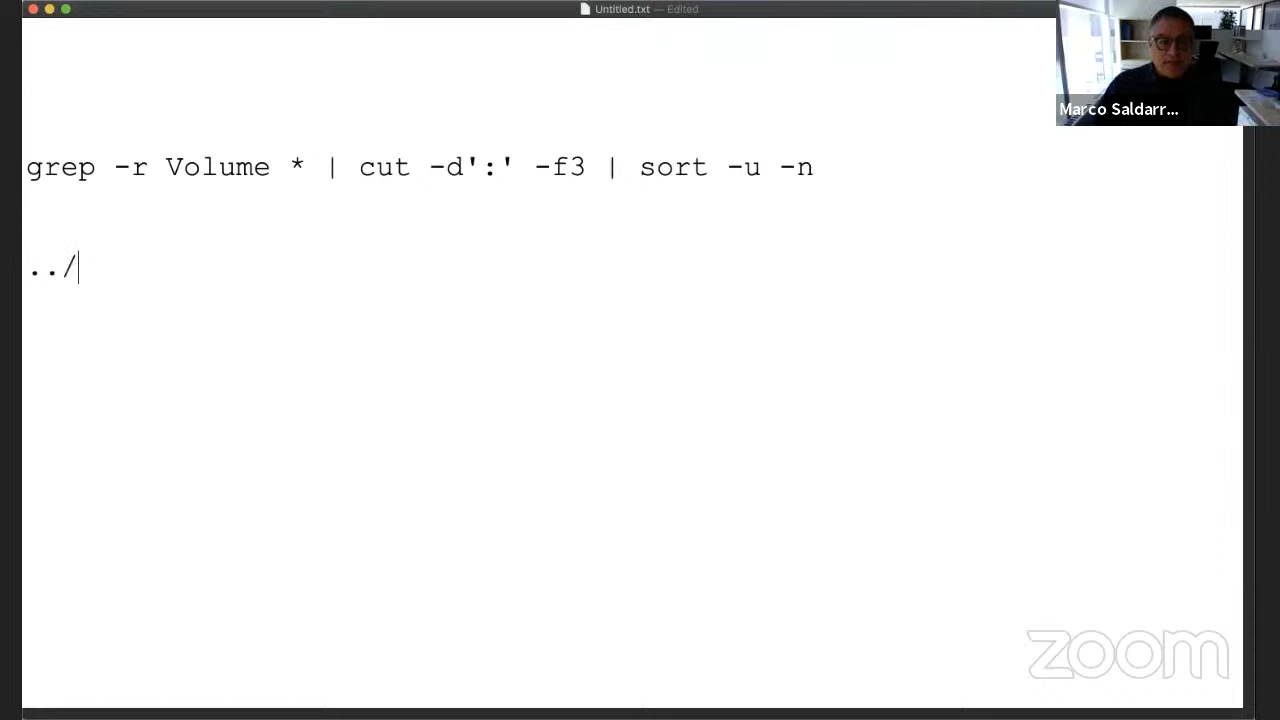 Untitled.txt — Edited
Marco Saldarr...
grep -r Volume * | cut -d':' -f3 | sort -u -n
../
zoom